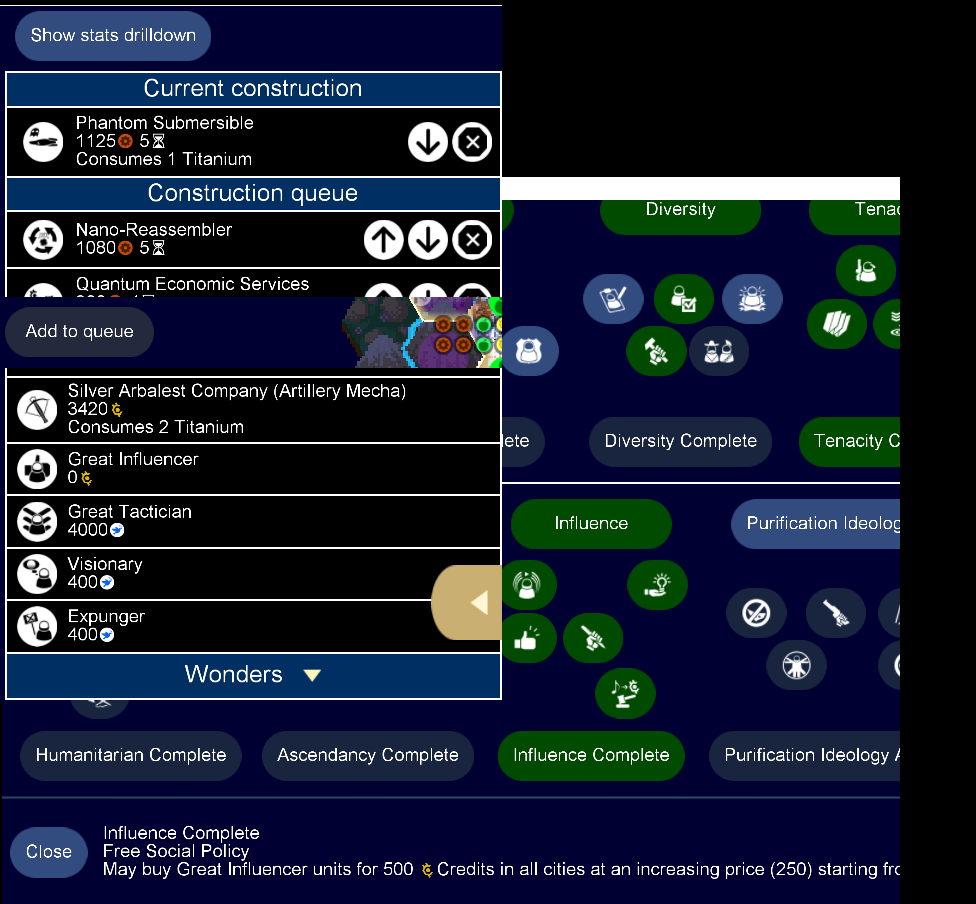 Show stats drilldown
Current construction
Phantom Submersible
1125 5
Consumes 1 Titanium
Construction queue
Nano-Reassembler
1080 5
Quantum Economic Services
Add to queue
Silver Arbalest Company (Artillery Mecha)
3420
Consumes 2 Titanium
Great Influencer
0
Great Tactician
4000
Visionary
400
Expunger
400
Wonders
Diversity
Tenac
ete
Diversity Complete
Tenacity C
Influence
Purification Ideolog
Humanitarian Complete
Ascendancy Complete
Influence Complete
Purification Ideology A
Close
Influence Complete
Free Social Policy
May buy Great Influencer units for 500 Credits in all cities at an increasing price (250) starting fro